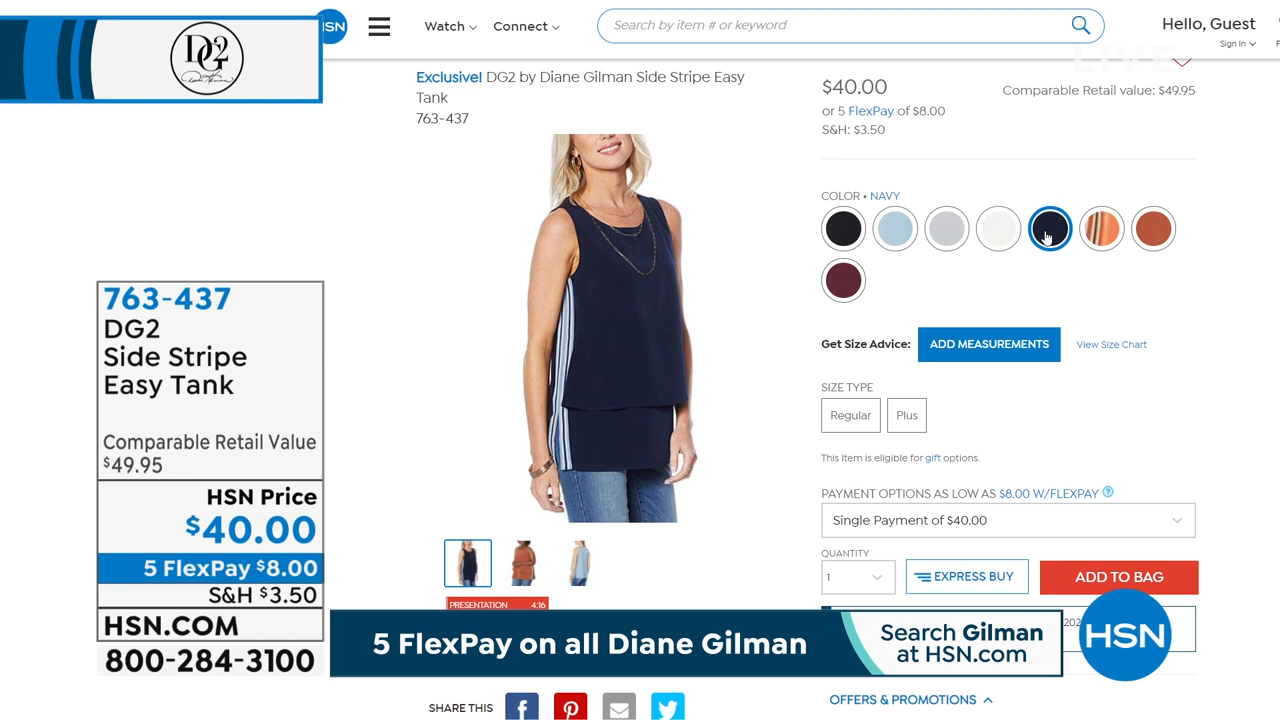 DG2
HSN
Watch
Connect
Search by item # or keyword
Hello, Guest
Sign In
LIVE
Exclusive! DG2 by Diane Gilman Side Stripe Easy
Tank
763-437
$40.00
Comparable Retail value: $49.95
or 5 FlexPay of $8.00
S&H: $3.50
COLOR • NAVY
Get Size Advice:
ADD MEASUREMENTS
View Size Chart
SIZE TYPE
Regular
Plus
This item is eligible for gift options.
PAYMENT OPTIONS AS LOW AS $8.00 W/FLEXPAY ?
Single Payment of $40.00
QUANTITY
1
EXPRESS BUY
ADD TO BAG
763-437
DG2
Side Stripe
Easy Tank
Comparable Retail Value
$49.95
HSN Price
$40.00
5 FlexPay $8.00
S&H $3.50
HSN.COM
800-284-3100
PRESENTATION 4:16
5 FlexPay on all Diane Gilman
Search Gilman
at HSN.com
HSN
OFFERS & PROMOTIONS
SHARE THIS